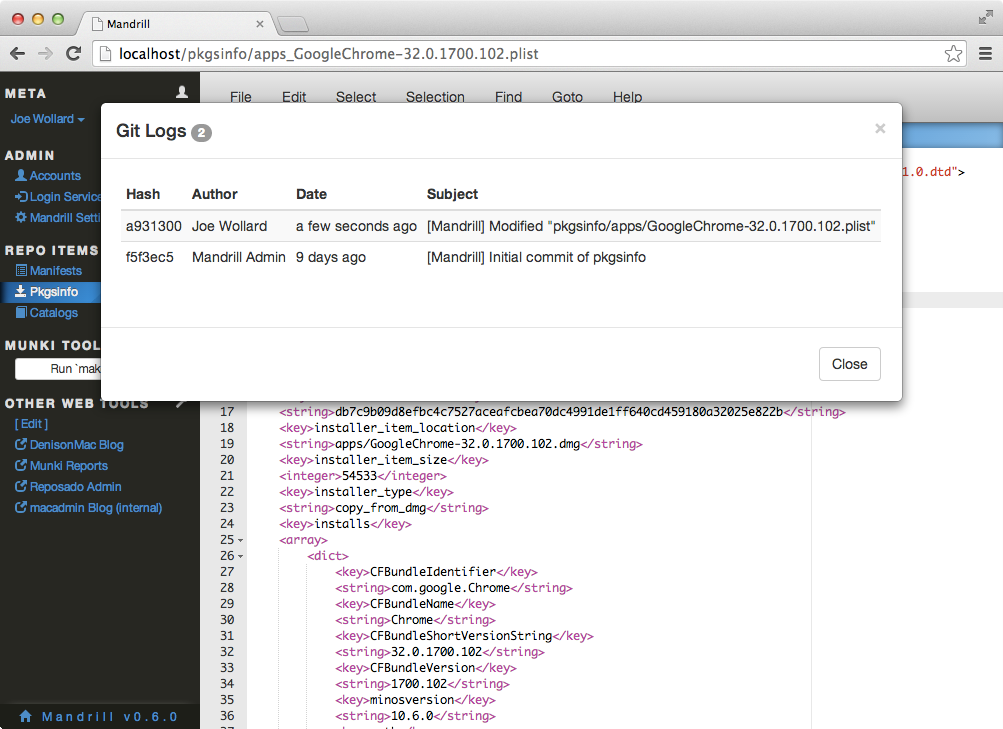 Mandrill
localhost/pkgsinfo/apps_GoogleChrome-32.0.1700.102.plist
META
Joe Wollard
ADMIN
Accounts
Login Service
Mandrill Setti
REPO ITEMS
Manifests
Pkgsinfo
Catalogs
MUNKI TOOL
Run `mak
OTHER WEB TOOLS
[ Edit ]
DenisonMac Blog
Munki Reports
Reposado Admin
macadmin Blog (internal)
Mandrill v0.6.0
File Edit Select Selection Find Goto Help
1.0.dtd">
Git Logs 2
×
Hash Author Date Subject
a931300 Joe Wollard a few seconds ago [Mandrill] Modified "pkgsinfo/apps/GoogleChrome-32.0.1700.102.plist"
f5f3ec5 Mandrill Admin 9 days ago [Mandrill] Initial commit of pkgsinfo
Close
17 <string>db7c9b09d8efbc4c7527aceafcbea70dc4991de1ff640cd459180a32025e822b</string>
18 <key>installer_item_location</key>
19 <string>apps/GoogleChrome-32.0.1700.102.dmg</string>
20 <key>installer_item_size</key>
21 <integer>54533</integer>
22 <key>installer_type</key>
23 <string>copy_from_dmg</string>
24 <key>installs</key>
25 <array>
26 <dict>
27 <key>CFBundleIdentifier</key>
28 <string>com.google.Chrome</string>
29 <key>CFBundleName</key>
30 <string>Chrome</string>
31 <key>CFBundleShortVersionString</key>
32 <string>32.0.1700.102</string>
33 <key>CFBundleVersion</key>
34 <string>1700.102</string>
35 <key>minosversion</key>
36 <string>10.6.0</string>